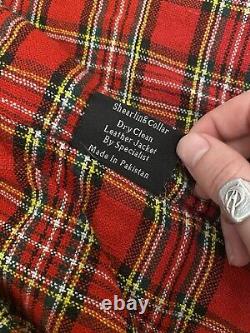 Shearling Collar
Dry Clean
Leather Jacket
By Specialist
Made in Pakistan